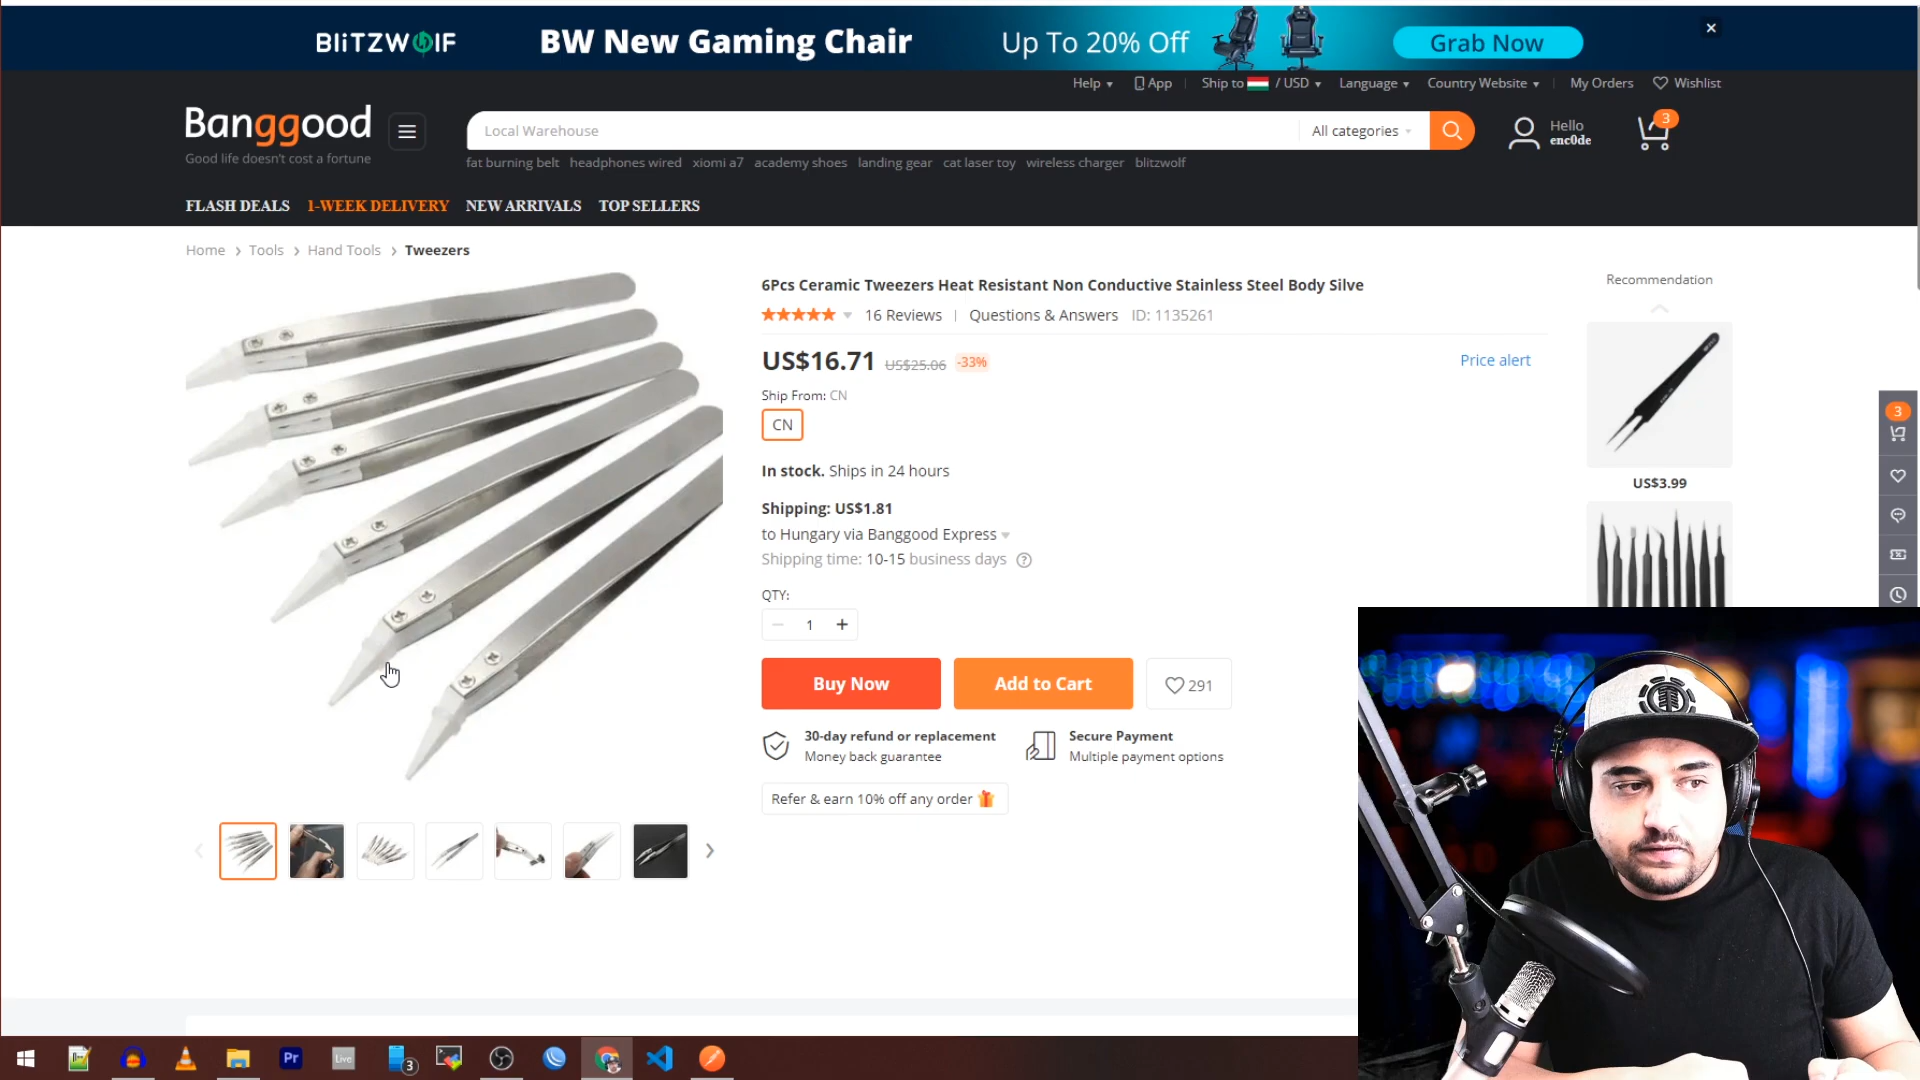 BLiTZWOLF
BW New Gaming Chair
Up To 20% Off
Grab Now
Help
App
Ship to / USD
Language
Country Website
My Orders
Wishlist
Banggood
Good life doesn't cost a fortune
Local Warehouse
All categories
Hello
enc0de
3
fat burning belt headphones wired xiomi a7 academy shoes landing gear cat laser toy wireless charger blitzwolf
FLASH DEALS 1-WEEK DELIVERY NEW ARRIVALS TOP SELLERS
Home > Tools > Hand Tools > Tweezers
6Pcs Ceramic Tweezers Heat Resistant Non Conductive Stainless Steel Body Silve
16 Reviews | Questions & Answers ID: 1135261
US$16.71 US$25.06 -33%
Price alert
Ship From: CN
CN
In stock. Ships in 24 hours
Shipping: US$1.81
to Hungary via Banggood Express
Shipping time: 10-15 business days ?
QTY:
− 1 +
Buy Now
Add to Cart
291
30-day refund or replacement
Money back guarantee
Secure Payment
Multiple payment options
Refer & earn 10% off any order
Recommendation
US$3.99
3
Pr
Live
3